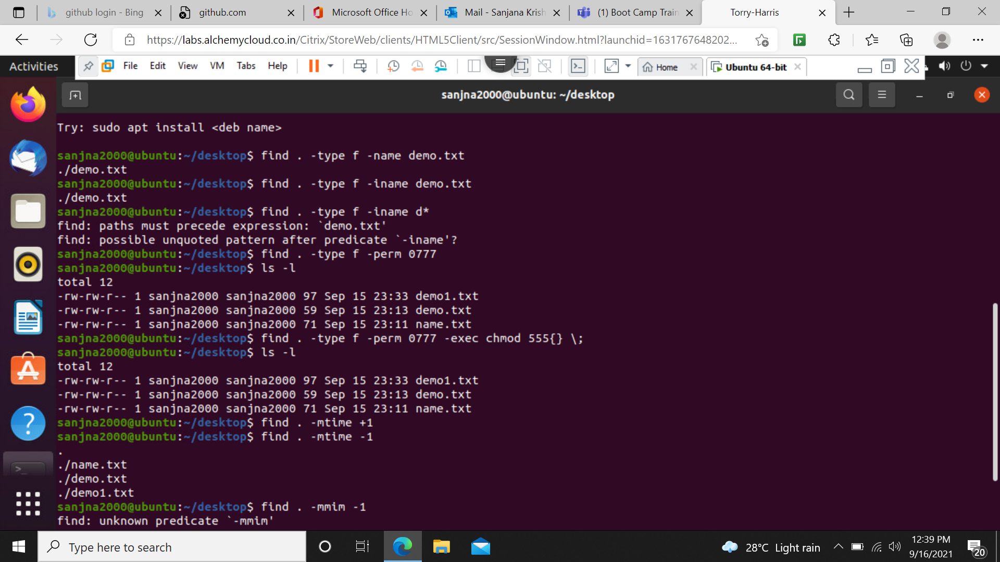 github login - Bing
github.com
Microsoft Office Ho
Mail - Sanjana Krish
(1) Boot Camp Train
Torry-Harris
https://labs.alchemycloud.co.in/Citrix/StoreWeb/clients/HTML5Client/src/SessionWindow.html?launchid=1631767648202...
Activities
File Edit View VM Tabs Help
Home
Ubuntu 64-bit
sanjna2000@ubuntu: ~/desktop
Try: sudo apt install <deb name>
sanjna2000@ubuntu:~/desktop$ find . -type f -name demo.txt
./demo.txt
sanjna2000@ubuntu:~/desktop$ find . -type f -iname demo.txt
./demo.txt
sanjna2000@ubuntu:~/desktop$ find . -type f -iname d*
find: paths must precede expression: `demo.txt'
find: possible unquoted pattern after predicate `-iname'?
sanjna2000@ubuntu:~/desktop$ find . -type f -perm 0777
sanjna2000@ubuntu:~/desktop$ ls -l
total 12
-rw-rw-r-- 1 sanjna2000 sanjna2000 97 Sep 15 23:33 demo1.txt
-rw-rw-r-- 1 sanjna2000 sanjna2000 59 Sep 15 23:13 demo.txt
-rw-rw-r-- 1 sanjna2000 sanjna2000 71 Sep 15 23:11 name.txt
sanjna2000@ubuntu:~/desktop$ find . -type f -perm 0777 -exec chmod 555{} \;
sanjna2000@ubuntu:~/desktop$ ls -l
total 12
-rw-rw-r-- 1 sanjna2000 sanjna2000 97 Sep 15 23:33 demo1.txt
-rw-rw-r-- 1 sanjna2000 sanjna2000 59 Sep 15 23:13 demo.txt
-rw-rw-r-- 1 sanjna2000 sanjna2000 71 Sep 15 23:11 name.txt
sanjna2000@ubuntu:~/desktop$ find . -mtime +1
sanjna2000@ubuntu:~/desktop$ find . -mtime -1
.
./name.txt
./demo.txt
./demo1.txt
sanjna2000@ubuntu:~/desktop$ find . -mmim -1
find: unknown predicate `-mmim'
Type here to search
28°C Light rain
12:39 PM
9/16/2021
20